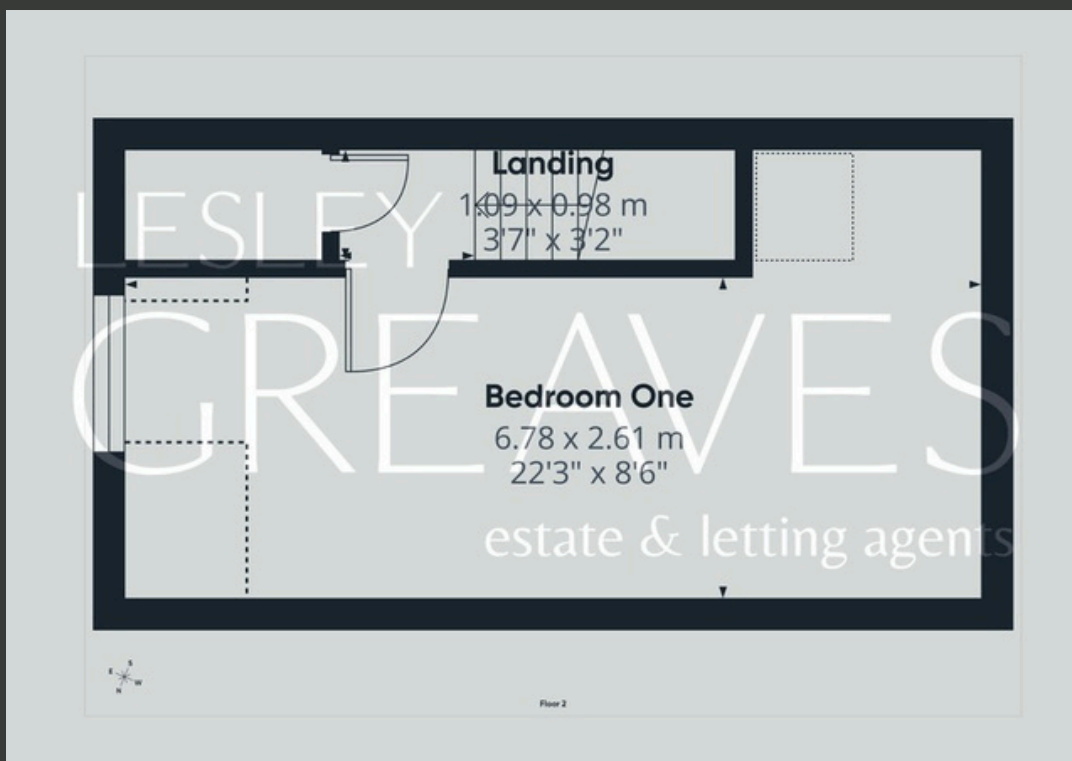 Landing
1.09 x 0.98 m
3'7" x 3'2"
LESLEY
GREAVES
Bedroom One
6.78 x 2.61 m
22'3" x 8'6"
estate & letting agents
S
E
W
N
Floor 2